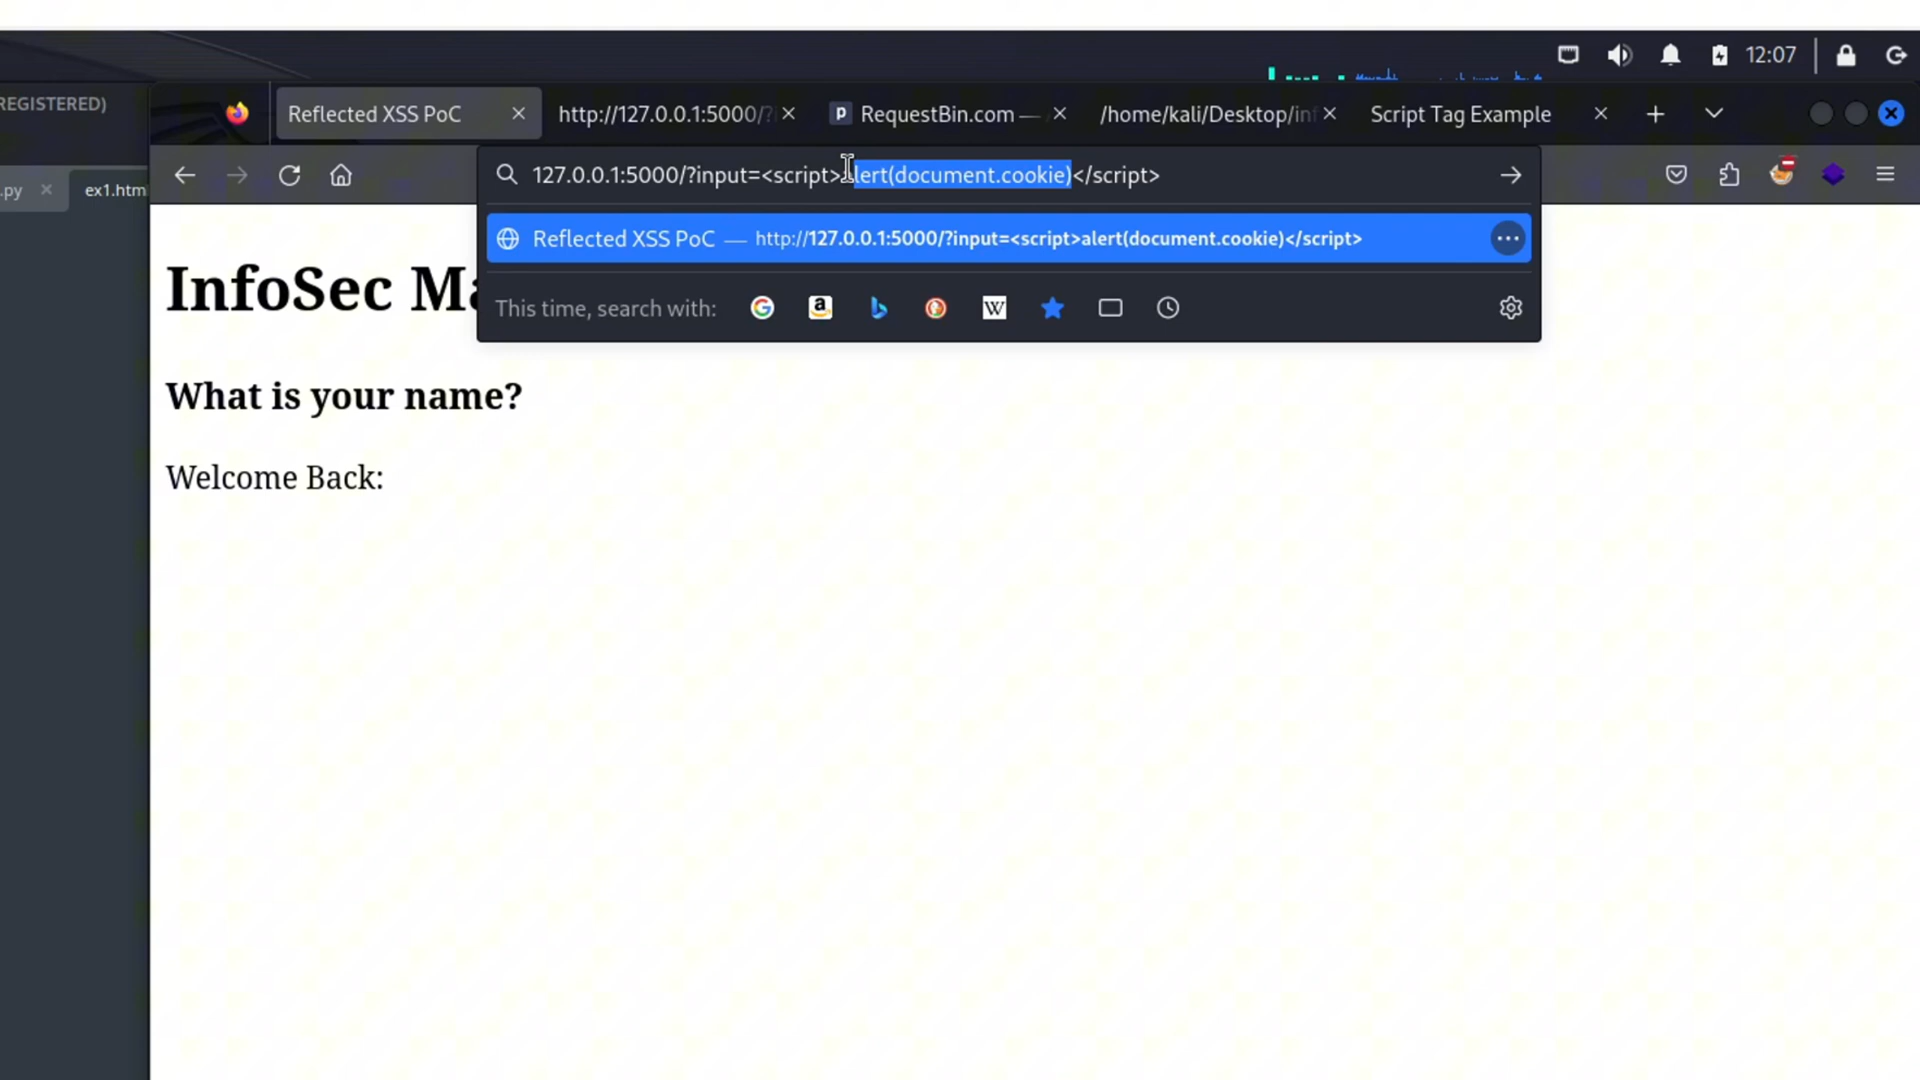 12:07
REGISTERED)
Reflected XSS PoC
http://127.0.0.1:5000/?i
RequestBin.com —
/home/kali/Desktop/inf
Script Tag Example
.py
ex1.htm
127.0.0.1:5000/?input=<script>alert(document.cookie)</script>
Reflected XSS PoC — http://127.0.0.1:5000/?input=<script>alert(document.cookie)</script>
This time, search with:
InfoSec Ma
What is your name?
Welcome Back: